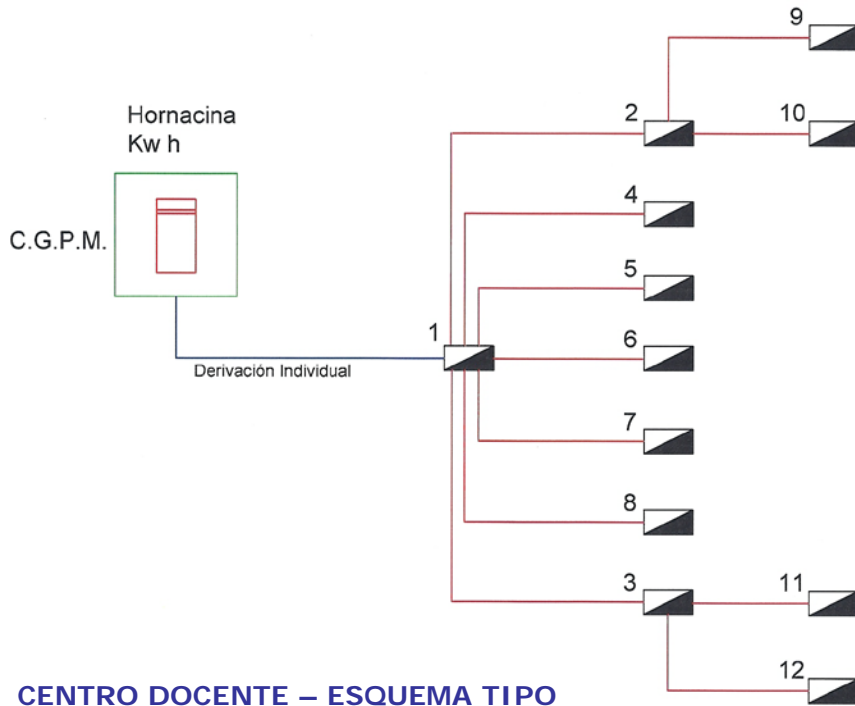 9
Hornacina
Kw h
2
10
4
C.G.P.M.
5
1
6
Derivación Individual
7
8
3
11
12
CENTRO DOCENTE – ESQUEMA TIPO